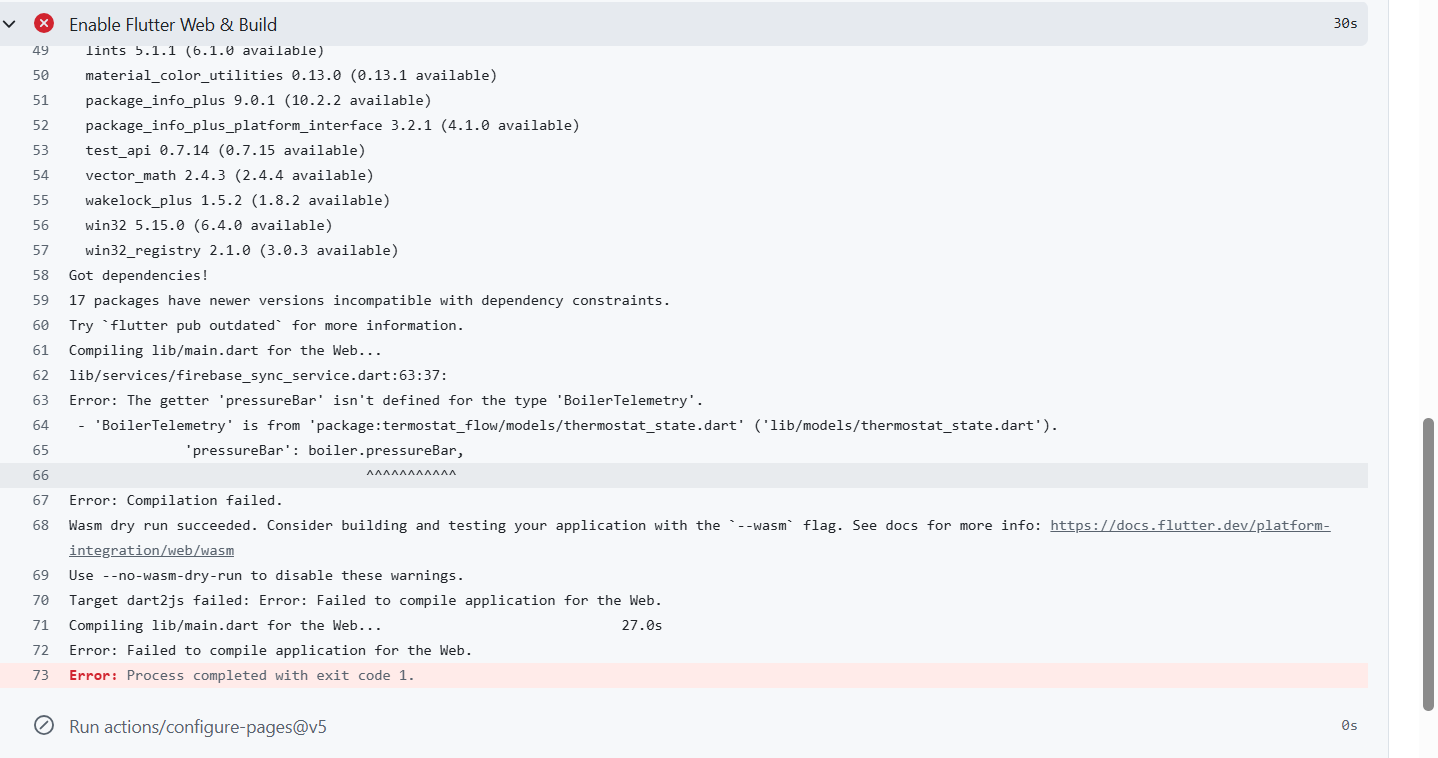 Enable Flutter Web & Build 30s
49 lints 5.1.1 (6.1.0 available)
50 material_color_utilities 0.13.0 (0.13.1 available)
51 package_info_plus 9.0.1 (10.2.2 available)
52 package_info_plus_platform_interface 3.2.1 (4.1.0 available)
53 test_api 0.7.14 (0.7.15 available)
54 vector_math 2.4.3 (2.4.4 available)
55 wakelock_plus 1.5.2 (1.8.2 available)
56 win32 5.15.0 (6.4.0 available)
57 win32_registry 2.1.0 (3.0.3 available)
58 Got dependencies!
59 17 packages have newer versions incompatible with dependency constraints.
60 Try `flutter pub outdated` for more information.
61 Compiling lib/main.dart for the Web...
62 lib/services/firebase_sync_service.dart:63:37:
63 Error: The getter 'pressureBar' isn't defined for the type 'BoilerTelemetry'.
64 - 'BoilerTelemetry' is from 'package:termostat_flow/models/thermostat_state.dart' ('lib/models/thermostat_state.dart').
65 'pressureBar': boiler.pressureBar,
66 ^^^^^^^^^^^
67 Error: Compilation failed.
68 Wasm dry run succeeded. Consider building and testing your application with the `--wasm` flag. See docs for more info: https://docs.flutter.dev/platform-
integration/web/wasm
69 Use --no-wasm-dry-run to disable these warnings.
70 Target dart2js failed: Error: Failed to compile application for the Web.
71 Compiling lib/main.dart for the Web... 27.0s
72 Error: Failed to compile application for the Web.
73 Error: Process completed with exit code 1.
Run actions/configure-pages@v5 0s